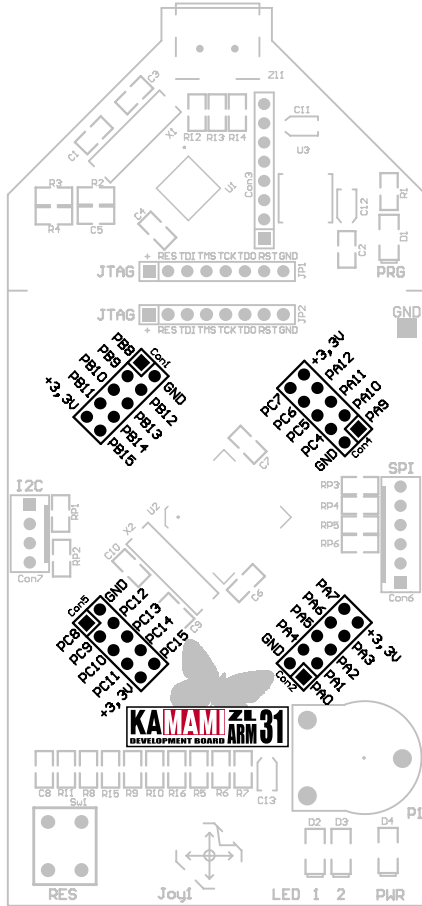 Zl1
C3
C1
X1
R12 R13 R14
C11
U3
Con3
U1
R3 R2
R4 C5
C4
C12
R1
C2
D1
+ RES TDI TMS TCK TDO RST GND
JTAG
JP1
PRG
JTAG
JP2
+ RES TDI TMS TCK TDO RST GND
GND
PB8
PB9
PB10
PB11
+3,3V
Con1
GND
PB12
PB13
PB14
PB15
+3,3V
PA12
PA11
PA10
PA9
PC7
PC6
PC5
PC4
GND
Con4
C7
I2C
RP1
RP2
Con7
U2
X2
C10
C6
C9
SPI
RP3
RP4
RP5
RP6
Con6
Con5
GND
PC12
PC13
PC14
PC15
PC8
PC9
PC10
PC11
+3,3V
PA7
PA6
PA5
PA4
GND
+3,3V
PA3
PA2
PA1
PA0
Con2
KAMAMI ZL
DEVELOPMENT BOARD ARM 31
C8 R11 R8 R15 R9 R10 R16 R5 R6 R7
C13
P1
SW1
D2 D3 D4
RES Joy1 LED 1 2 PWR